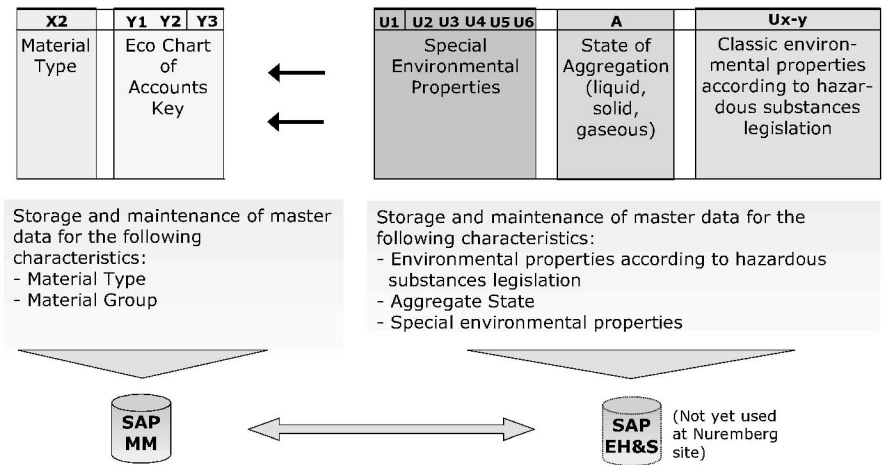 X2
Y1 Y2 Y3
U1 U2 U3 U4 U5 U6
A
Ux-y
Material
Type
Eco Chart
of
Accounts
Key
Special
Environmental
Properties
State of
Aggregation
(liquid,
solid,
gaseous)
Classic environ-
mental properties
according to hazar-
dous substances
legislation
Storage and maintenance of master
data for the following
characteristics:
- Material Type
- Material Group
Storage and maintenance of master data for the
following characteristics:
- Environmental properties according to hazardous
substances legislation
- Aggregate State
- Special environmental properties
SAP
MM
SAP
EH&S
(Not yet used
at Nuremberg
site)